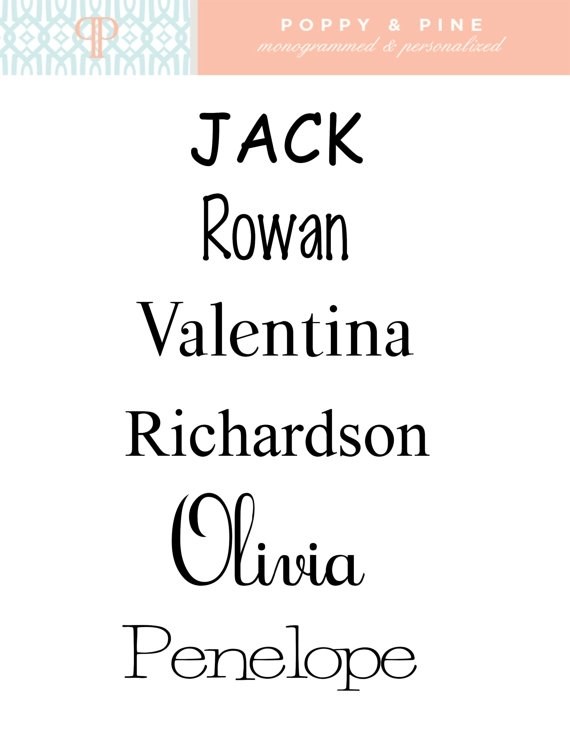 POPPY & PINE
monogrammed & personalized
JACK
Rowan
Valentina
Richardson
Olivia
Penelope